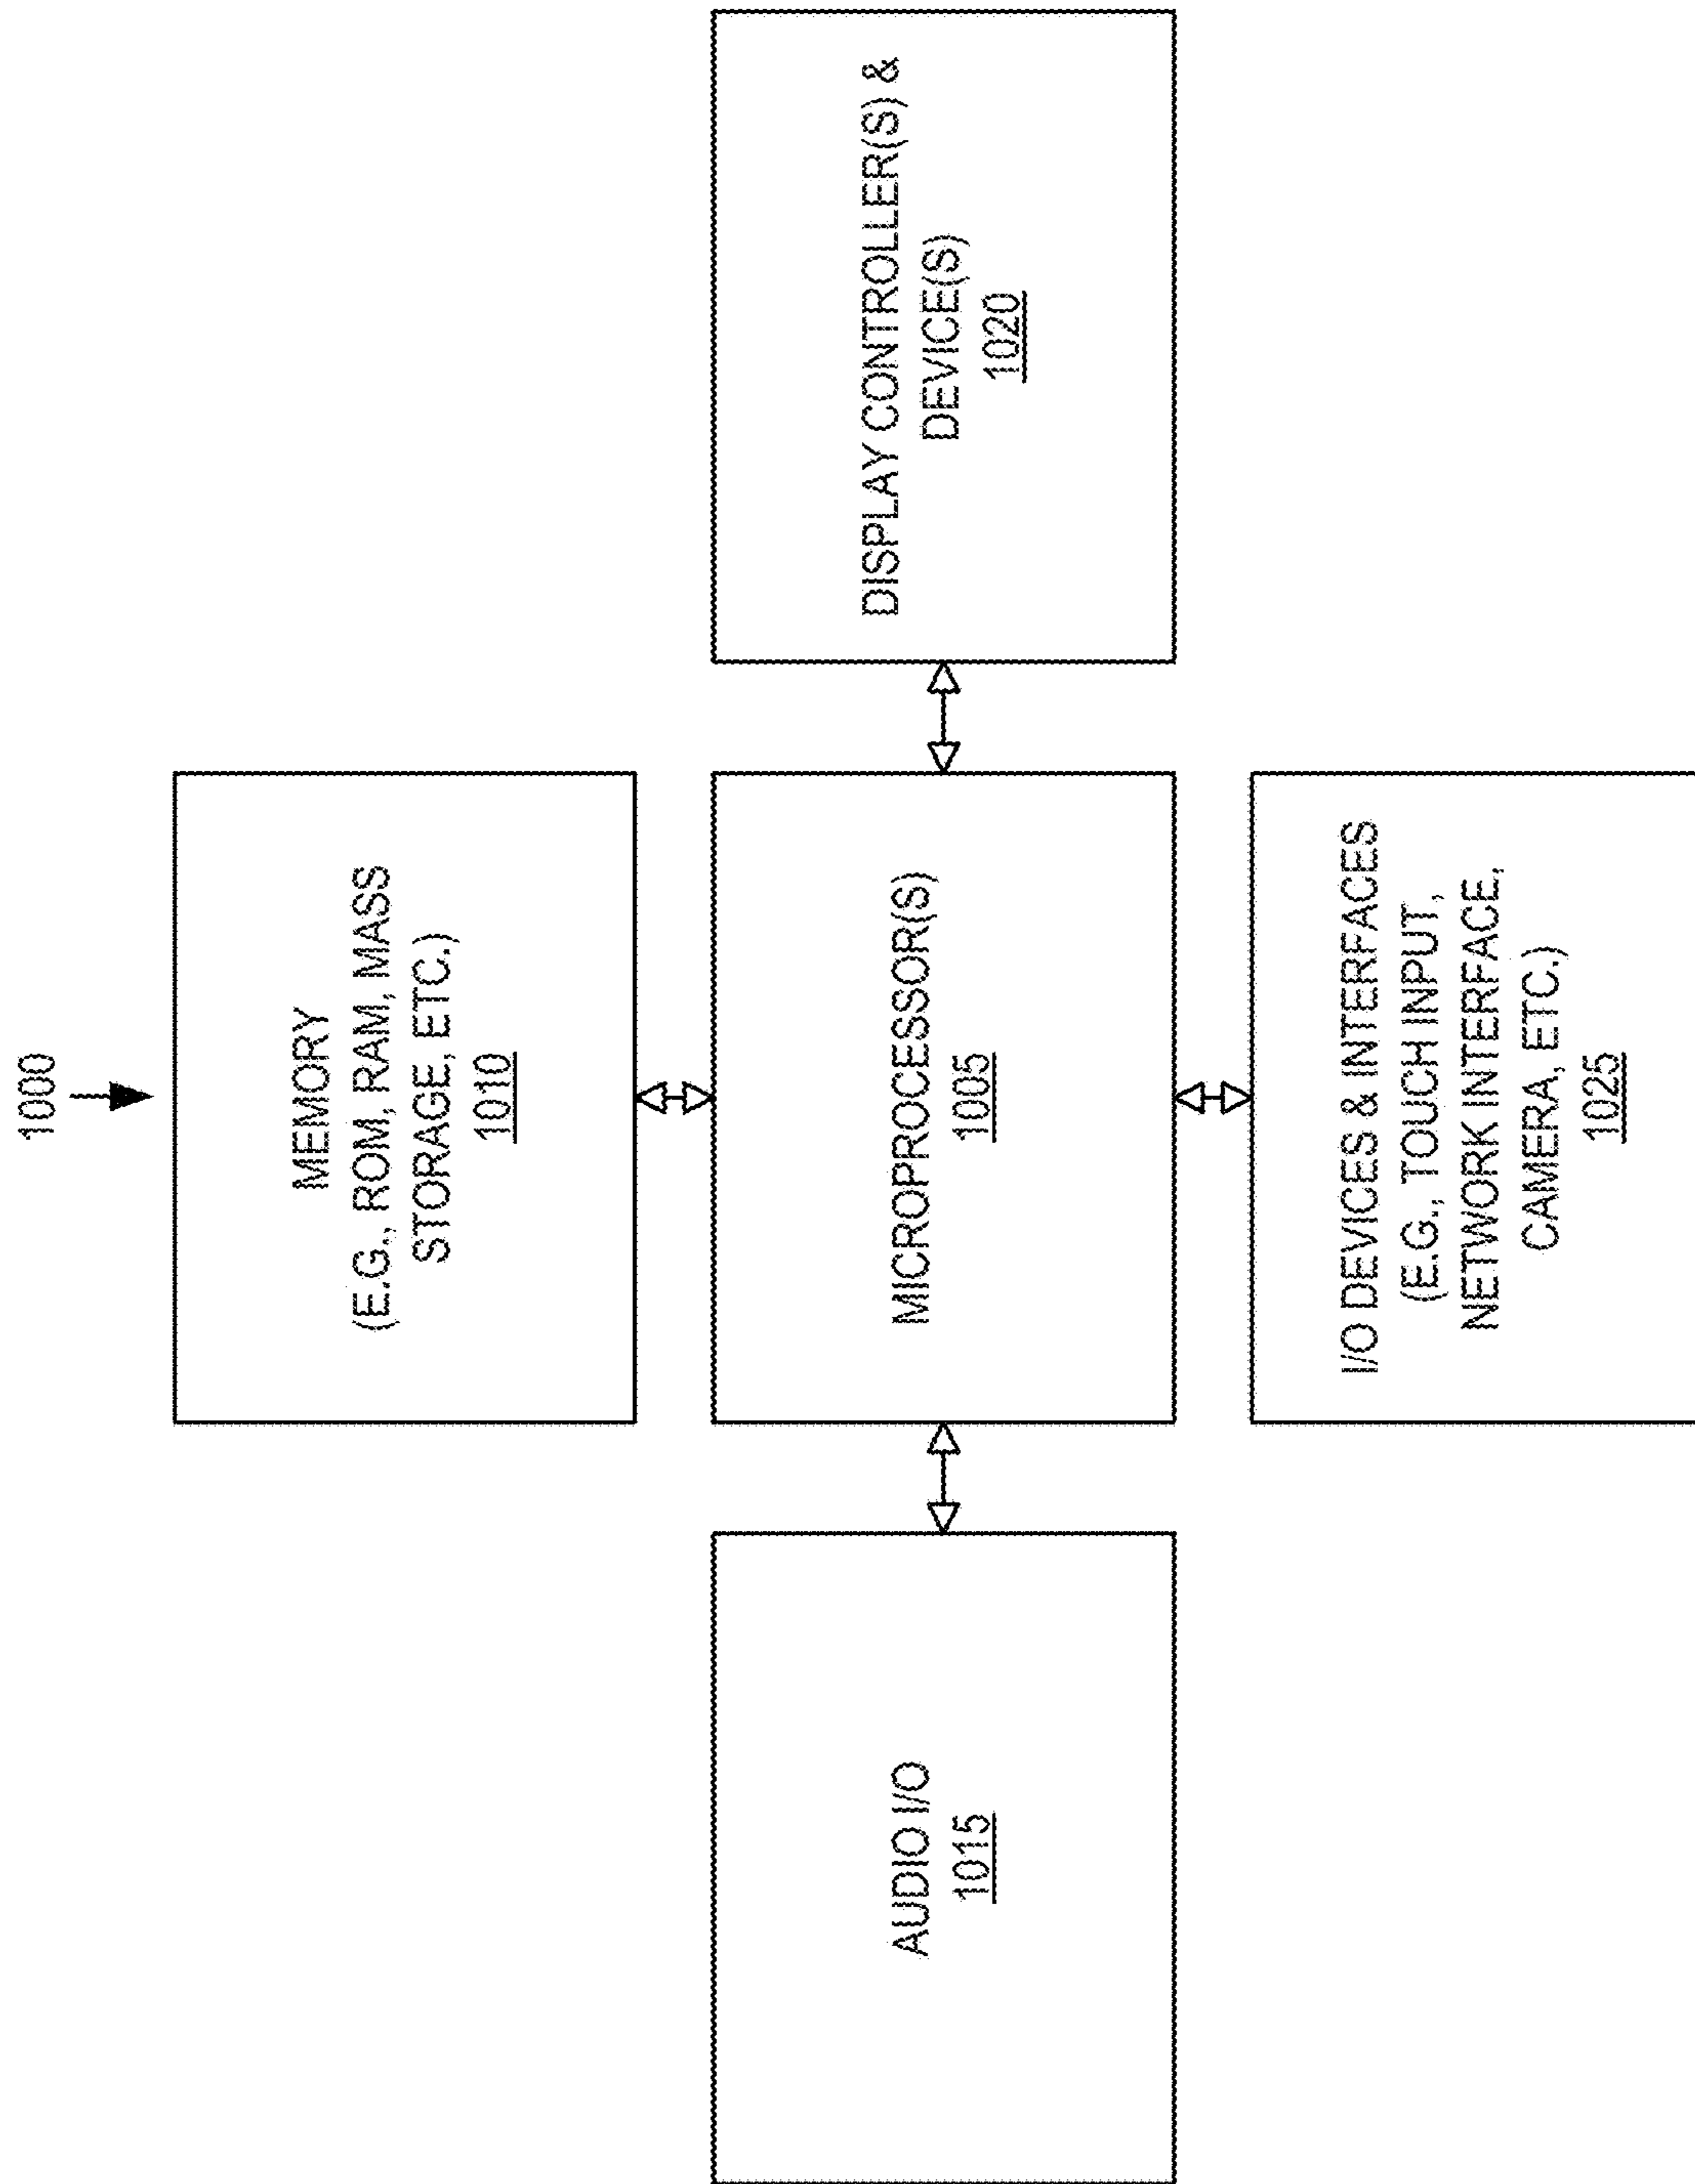 1000
MEMORY
(E.G., ROM, RAM, MASS
STORAGE, ETC.)
1010
AUDIO I/O
1015
MICROPROCESSOR(S)
1005
DISPLAY CONTROLLER(S) &
DEVICE(S)
1020
I/O DEVICES & INTERFACES
(E.G., TOUCH INPUT,
NETWORK INTERFACE,
CAMERA, ETC.)
1025